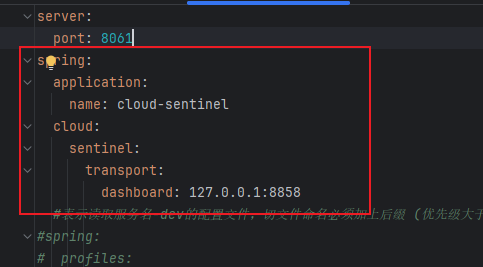 server:
port: 8061
spring:
application:
name: cloud-sentinel
cloud:
sentinel:
transport:
dashboard: 127.0.0.1:8858
#表示读取服务名-dev的配置文件，切文件命名必须加上后缀 (优先级大于
#spring:
# profiles: